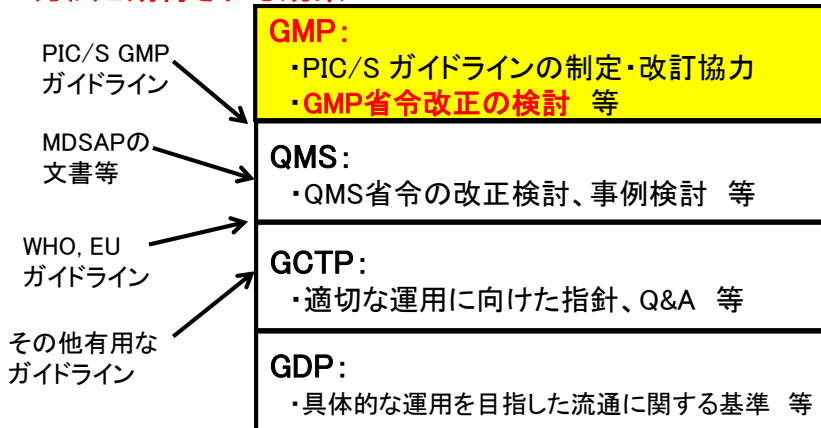 PIC/S GMP
ガイドライン
MDSAPの
文書等
WHO, EU
ガイドライン
その他有用な
ガイドライン
GMP：
・PIC/S ガイドラインの制定・改訂協力
・GMP省令改正の検討　等
QMS：
・QMS省令の改正検討、事例検討　等
GCTP：
・適切な運用に向けた指針、Q&A　等
GDP：
・具体的な運用を目指した流通に関する基準　等